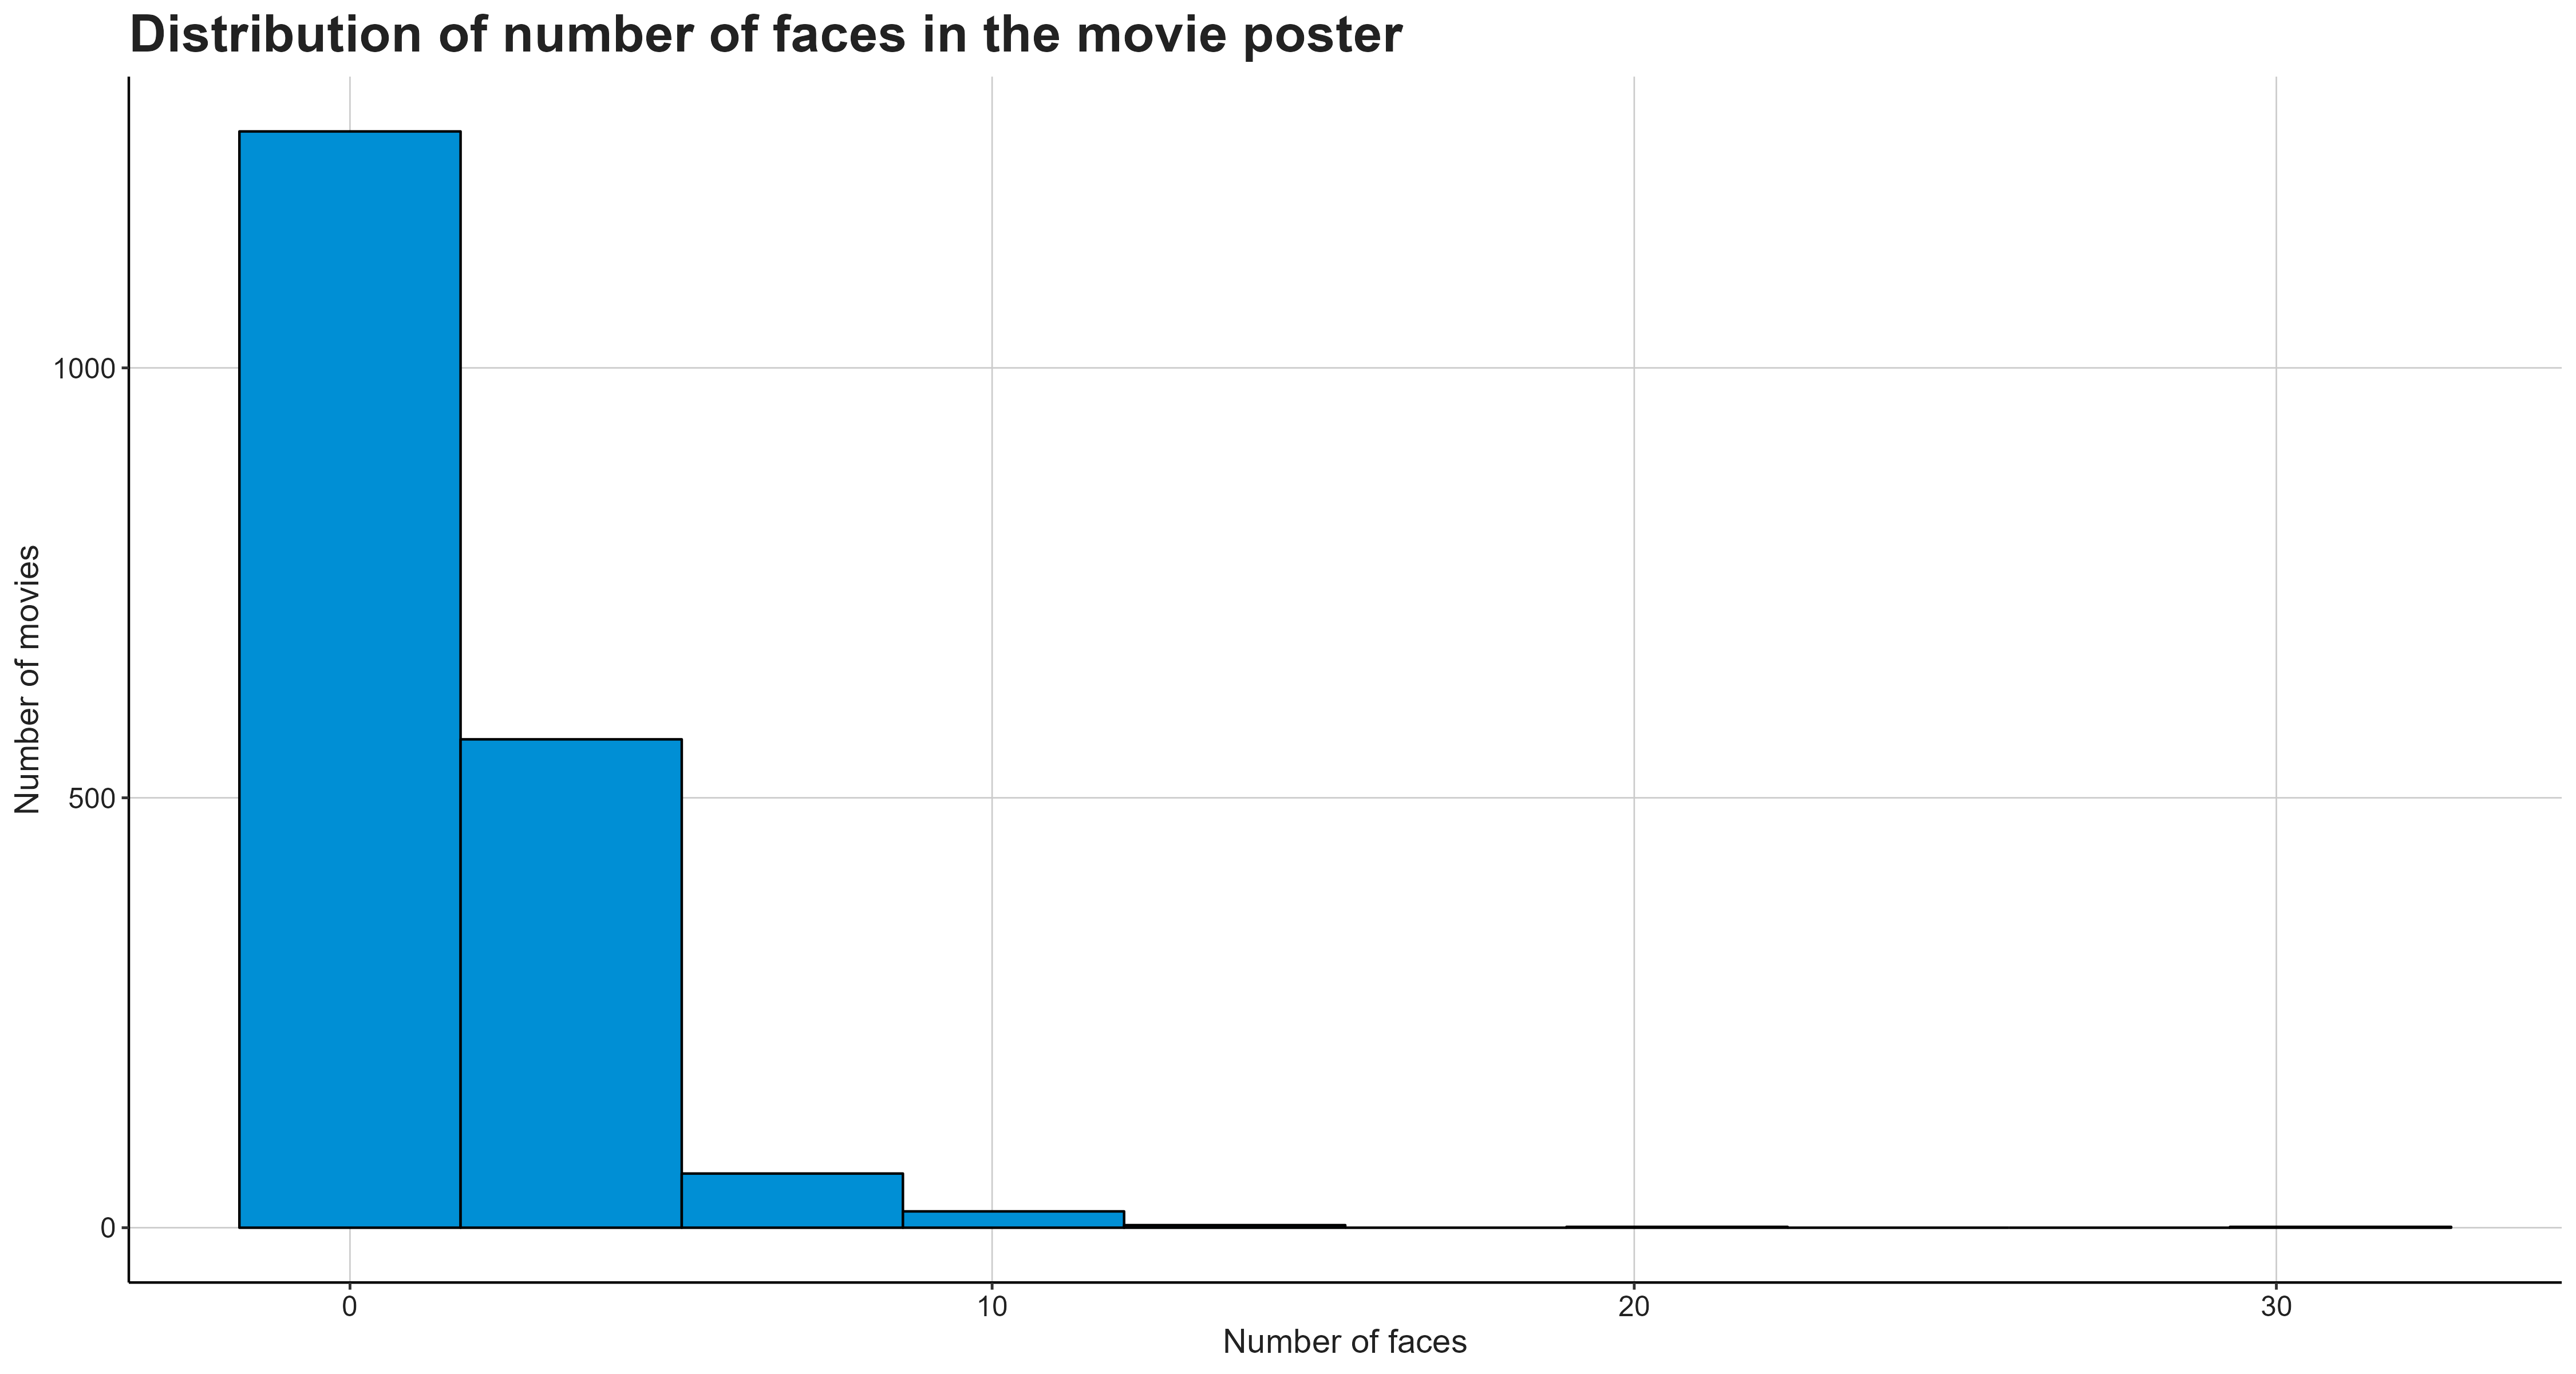 Distribution of number of faces in the movie poster
Number of movies
1000
500
0
0 10 20 30
Number of faces